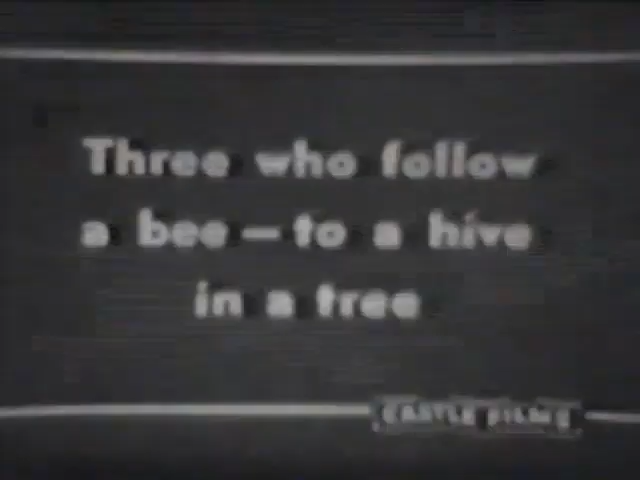 Three who follow
a bee — to a hive
in a tree
CASTLE FILMS